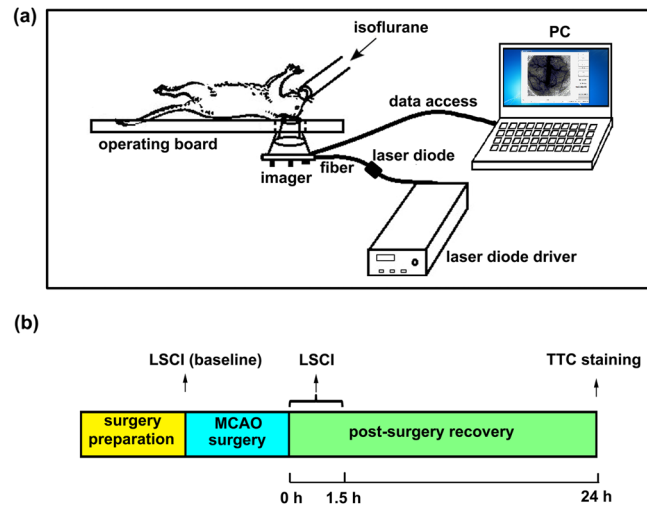 (a)
isoflurane
PC
data access
operating board
laser diode
fiber
imager
laser diode driver
(b)
LSCI (baseline)
LSCI
TTC staining
surgery
preparation
MCAO
surgery
post-surgery recovery
0 h
1.5 h
24 h